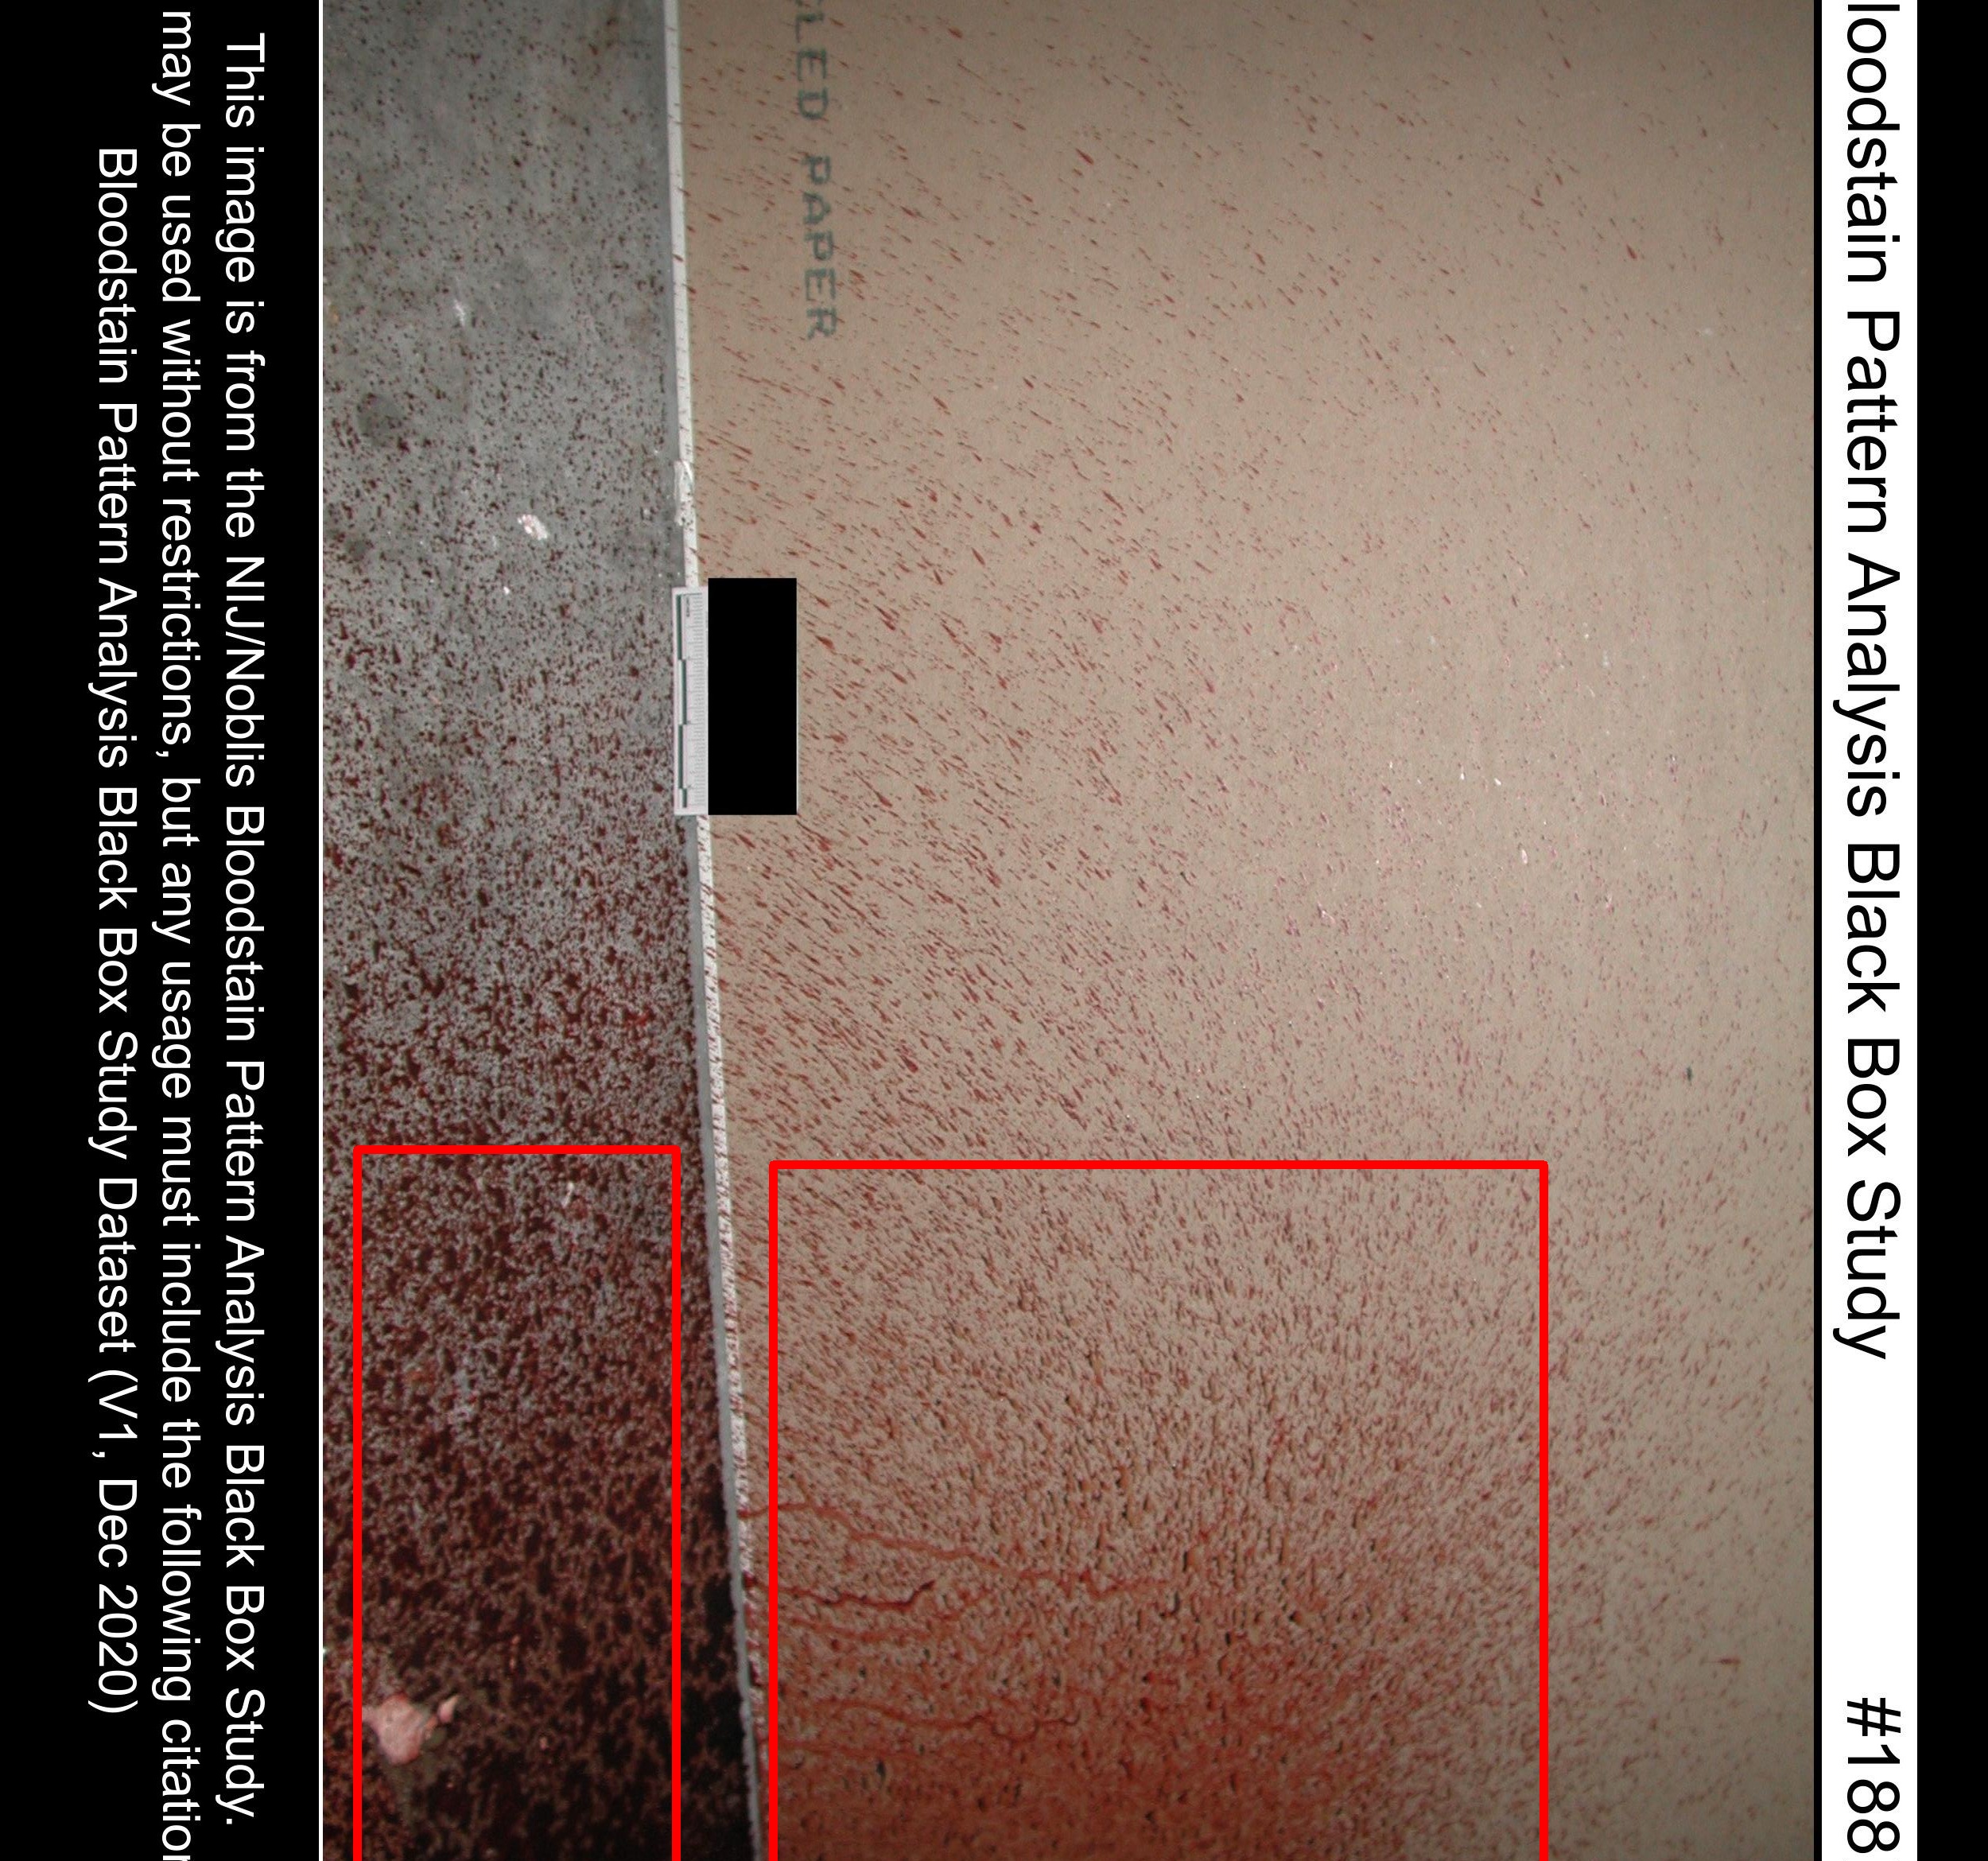 loodstain Pattern Analysis Black Box Study #188
LED PAPER
This image is from the NIJ/Noblis Bloodstain Pattern Analysis Black Box Study.
may be used without restrictions, but any usage must include the following citation
Bloodstain Pattern Analysis Black Box Study Dataset (V1, Dec 2020)